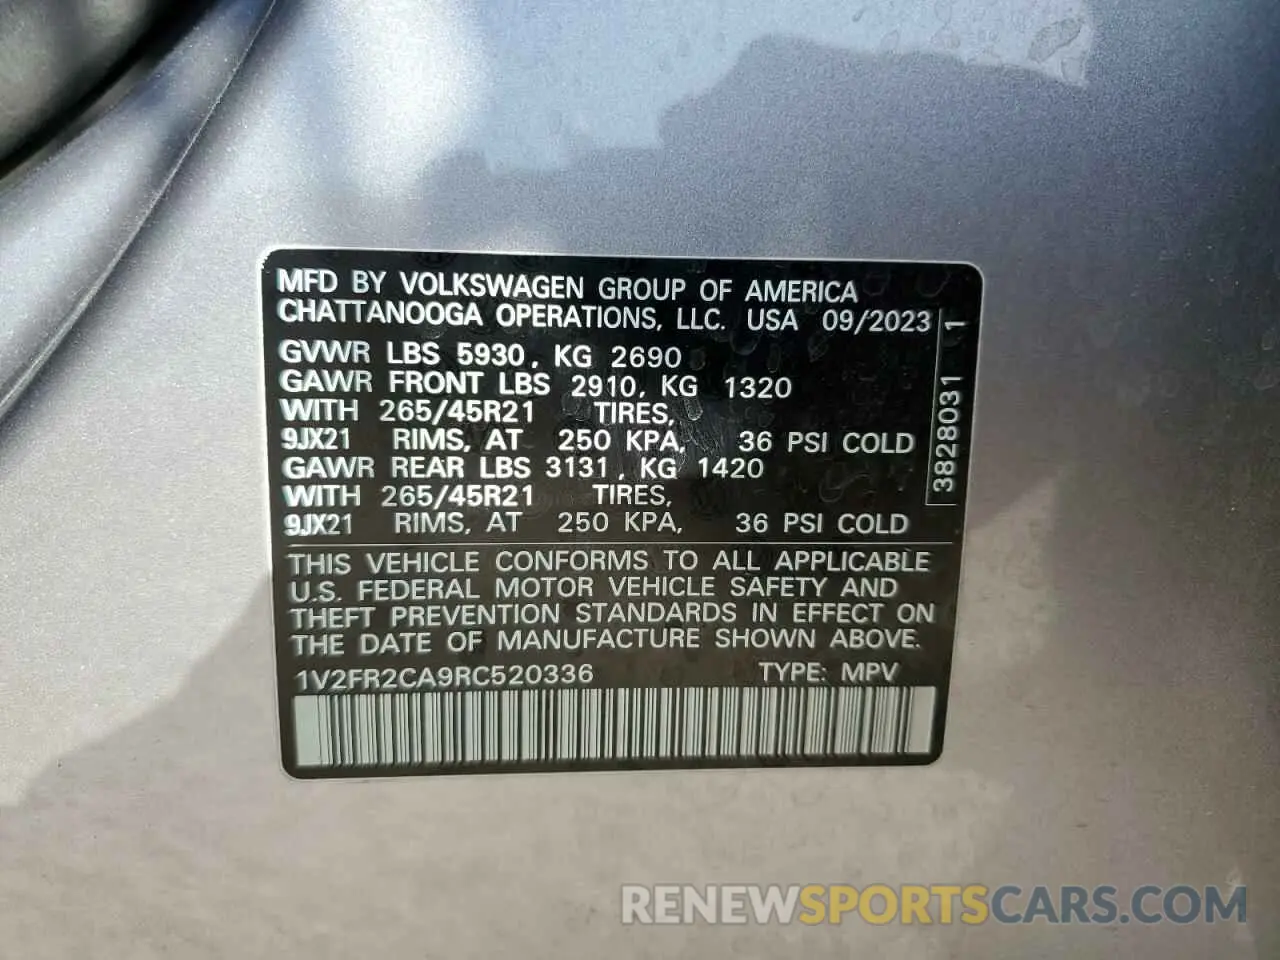 MFD BY VOLKSWAGEN GROUP OF AMERICA
CHATTANOOGA OPERATIONS, LLC. USA 09/2023
GVWR LBS 5930, KG 2690
GAWR FRONT LBS 2910, KG 1320
WITH 265/45R21 TIRES,
9JX21 RIMS, AT 250 KPA, 36 PSI COLD
GAWR REAR LBS 3131, KG 1420
WITH 265/45R21 TIRES,
9JX21 RIMS, AT 250 KPA, 36 PSI COLD
3828031 1
THIS VEHICLE CONFORMS TO ALL APPLICABLE
U.S. FEDERAL MOTOR VEHICLE SAFETY AND
THEFT PREVENTION STANDARDS IN EFFECT ON
THE DATE OF MANUFACTURE SHOWN ABOVE.
1V2FR2CA9RC520336 TYPE: MPV
RENEWSPORTSCARS.COM